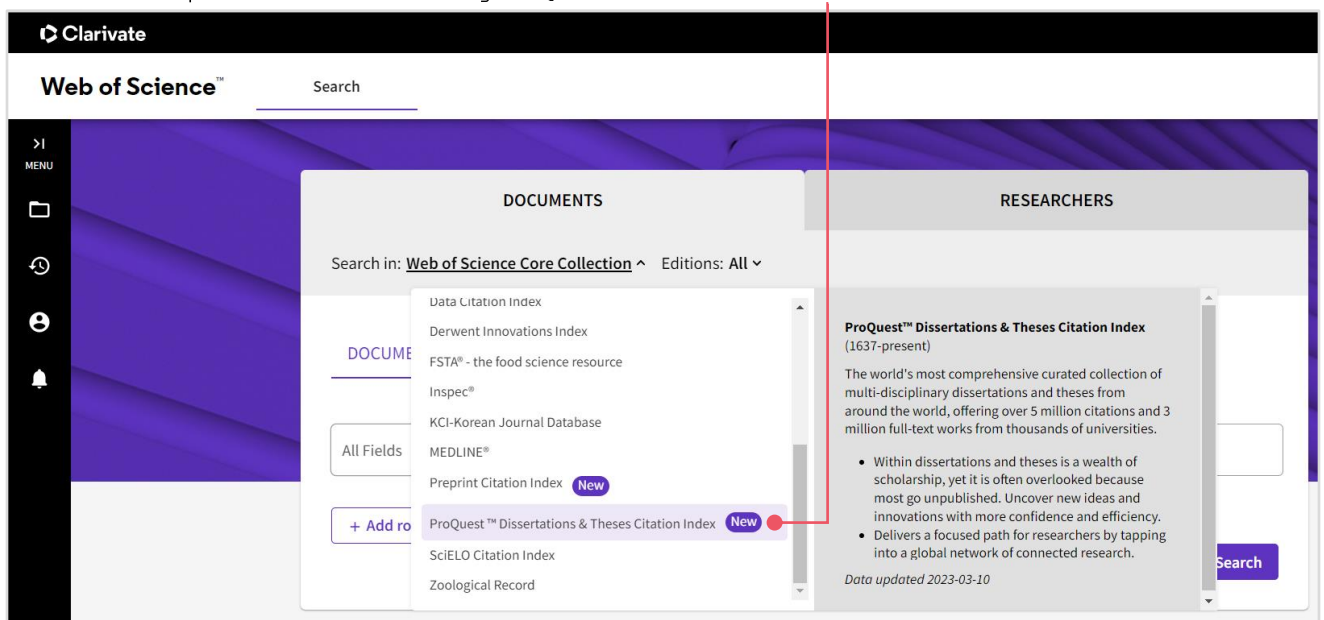 Clarivate
Web of Science™
Search
>I
MENU
DOCUMENTS
RESEARCHERS
Search in: Web of Science Core Collection ^ Editions: All
Data Citation Index
Derwent Innovations Index
DOCUME
FSTA® - the food science resource
Inspec®
KCI-Korean Journal Database
All Fields
MEDLINE®
Preprint Citation Index New
+ Add ro
ProQuest™ Dissertations & Theses Citation Index New
SciELO Citation Index
Zoological Record
ProQuest™ Dissertations & Theses Citation Index
(1637-present)
The world's most comprehensive curated collection of
multi-disciplinary dissertations and theses from
around the world, offering over 5 million citations and 3
million full-text works from thousands of universities.
• Within dissertations and theses is a wealth of
scholarship, yet it is often overlooked because
most go unpublished. Uncover new ideas and
innovations with more confidence and efficiency.
• Delivers a focused path for researchers by tapping
into a global network of connected research.
Data updated 2023-03-10
Search